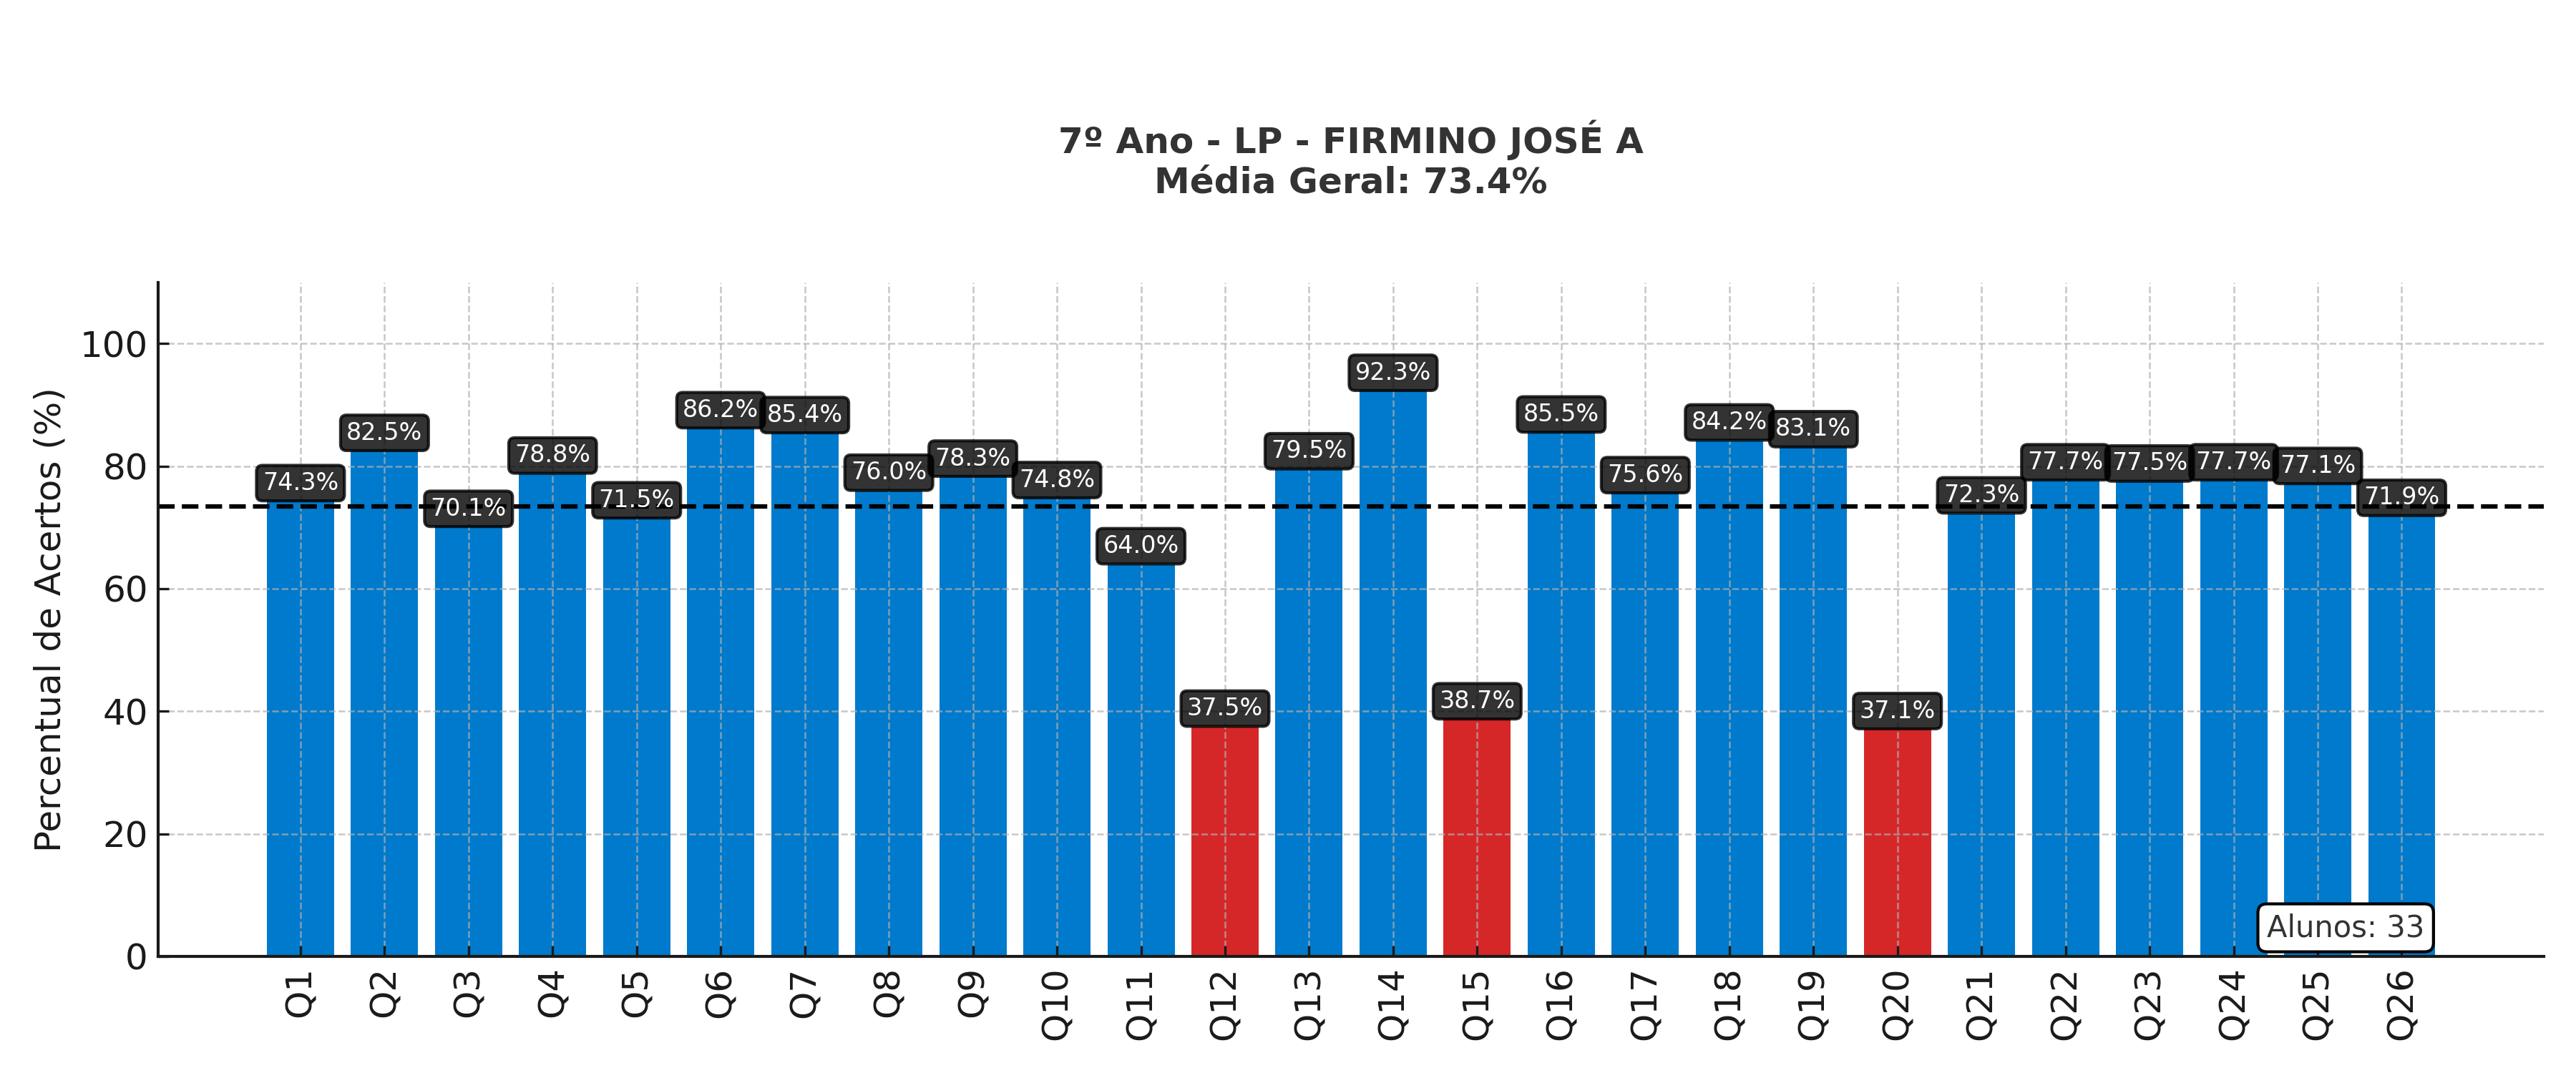 7º Ano - LP - FIRMINO JOSÉ A
Média Geral: 73.4%
Percentual de Acertos (%)
100
80
60
40
20
0
74.3%
82.5%
70.1%
78.8%
71.5%
86.2%
85.4%
76.0%
78.3%
74.8%
64.0%
37.5%
79.5%
92.3%
38.7%
85.5%
75.6%
84.2%
83.1%
37.1%
72.3%
77.7%
77.5%
77.7%
77.1%
71.9%
Alunos: 33
Q1
Q2
Q3
Q4
Q5
Q6
Q7
Q8
Q9
Q10
Q11
Q12
Q13
Q14
Q15
Q16
Q17
Q18
Q19
Q20
Q21
Q22
Q23
Q24
Q25
Q26